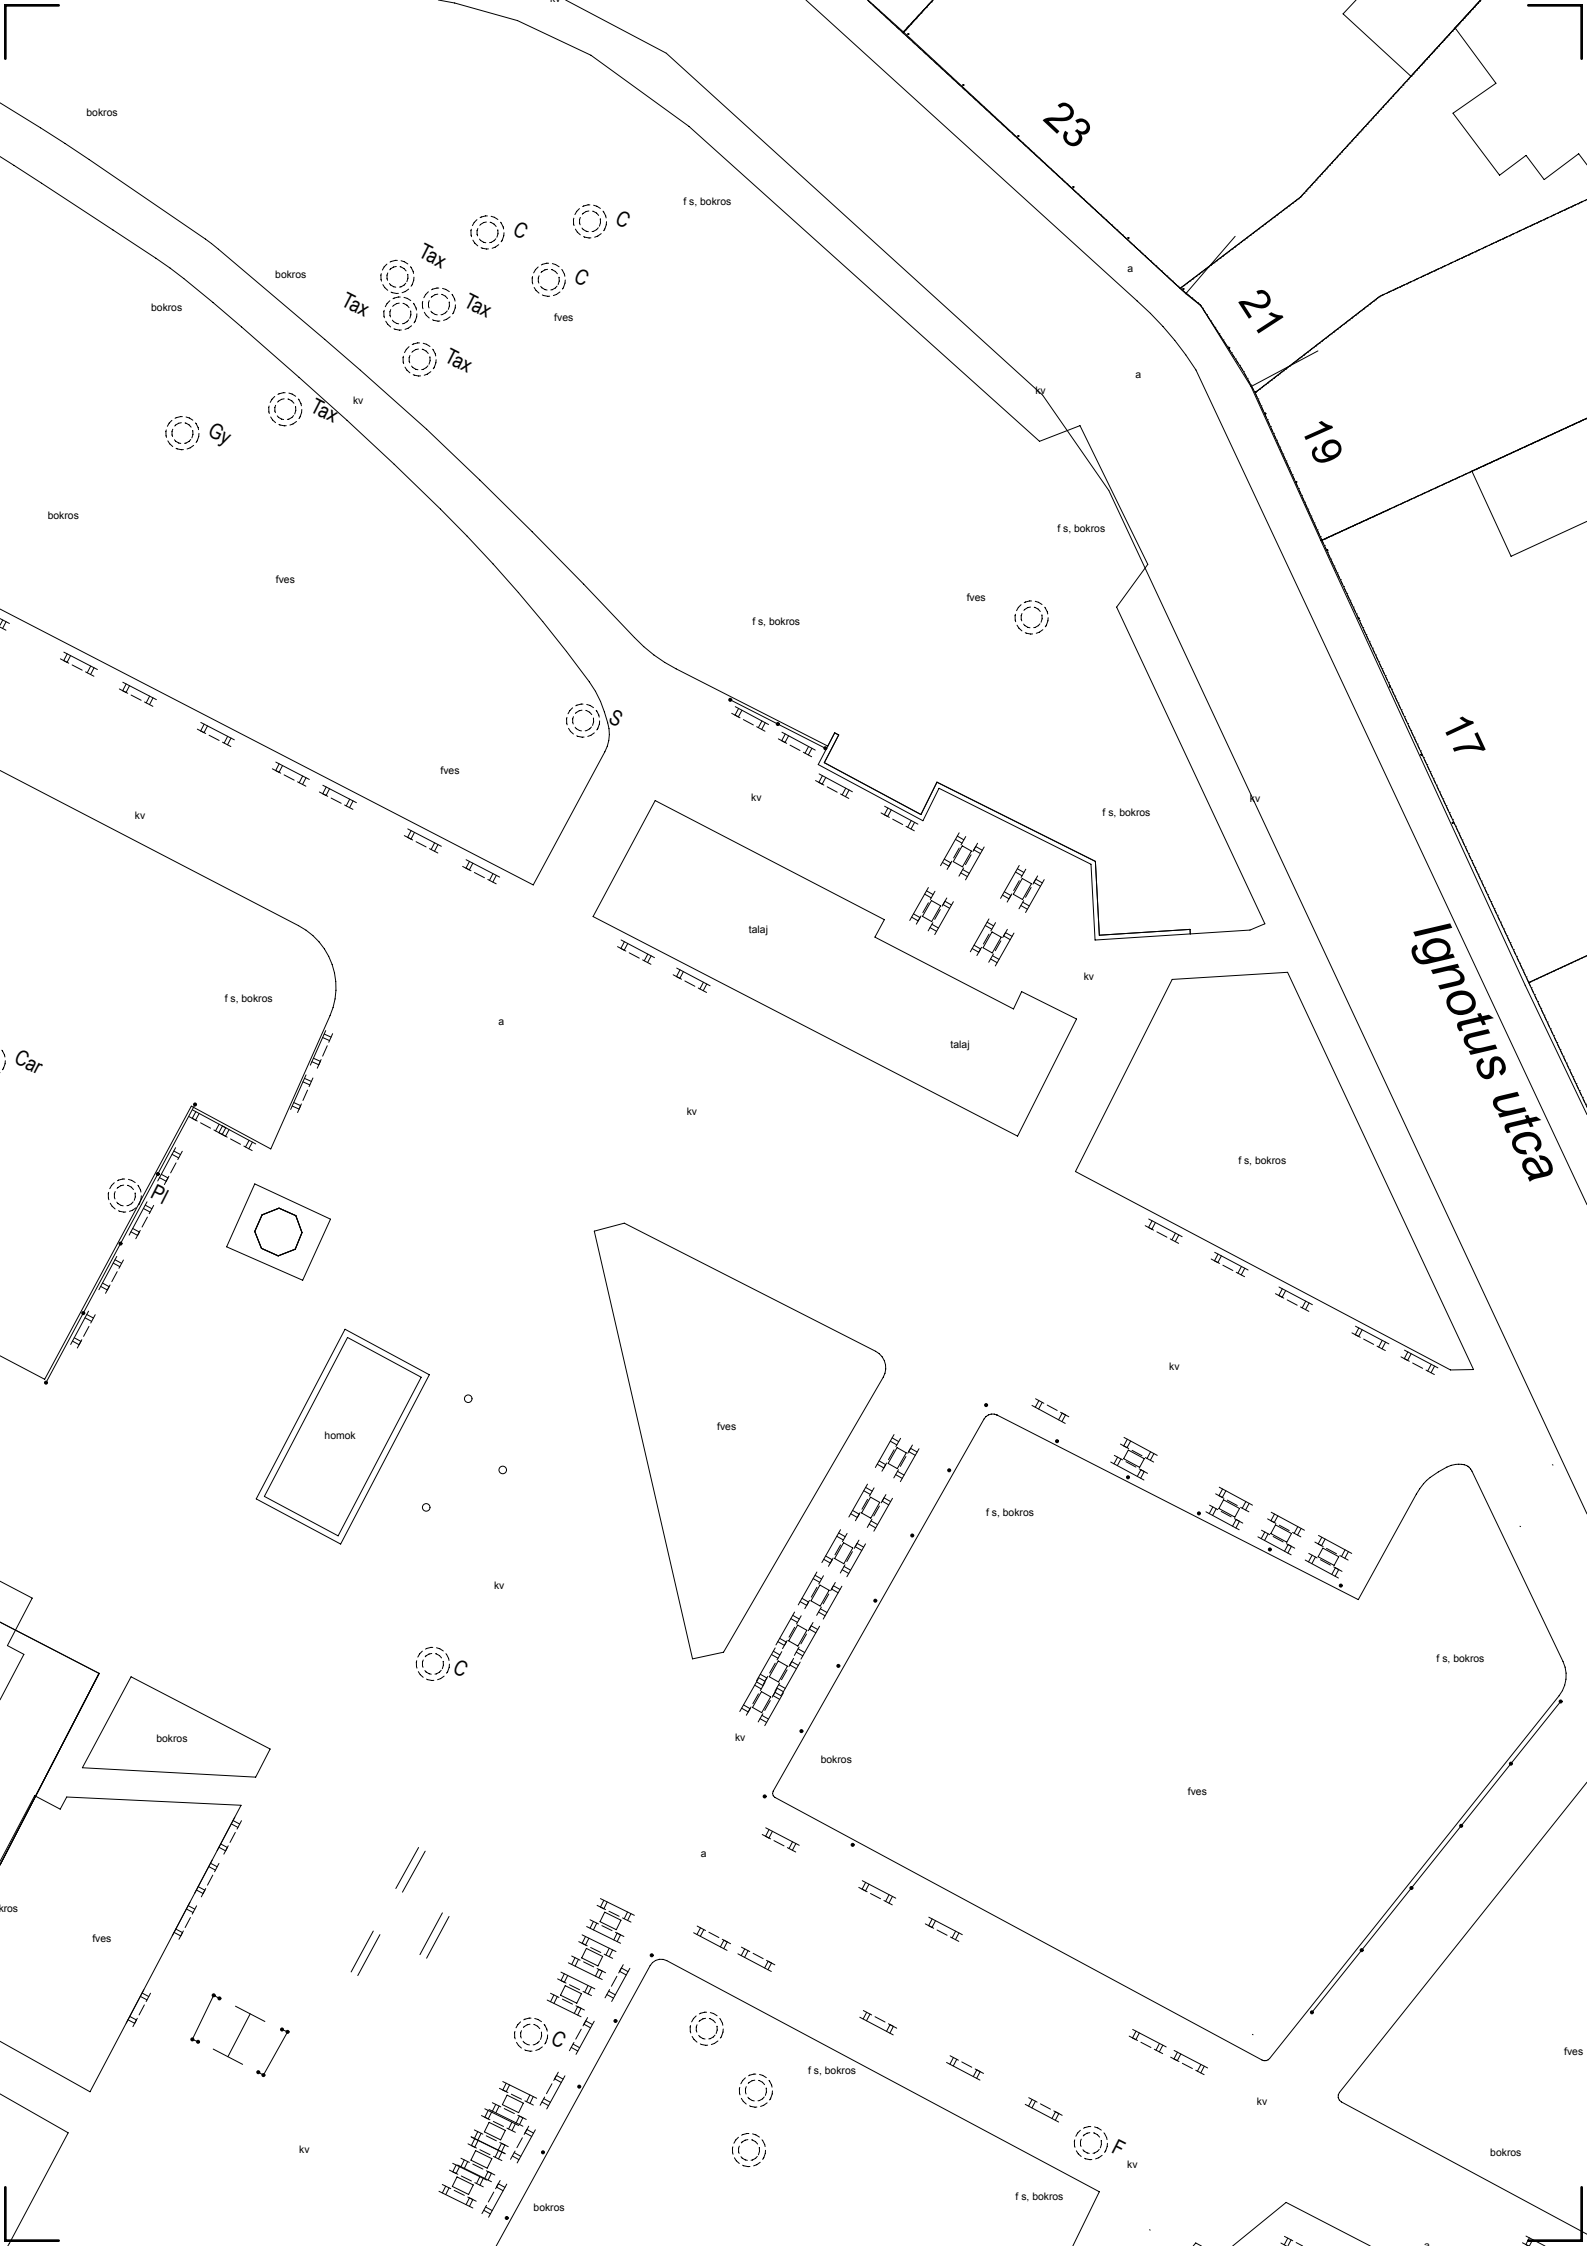 kv
bokros
23
f s, bokros
C
C
Tax
a
bokros
C
Tax
Tax
bokros
21
fves
Tax
a
kv
kv
Tax
Gy
19
bokros
f s, bokros
fves
fves
f s, bokros
S
17
fves
kv
kv
f s, bokros
kv
talaj
kv
f s, bokros
a
talaj
Ignotus utca
Car
kv
f s, bokros
Pl
kv
fves
homok
f s, bokros
kv
f s, bokros
C
bokros
kv
bokros
fves
a
kros
fves
C
fves
f s, bokros
kv
F
kv
bokros
kv
f s, bokros
bokros
a